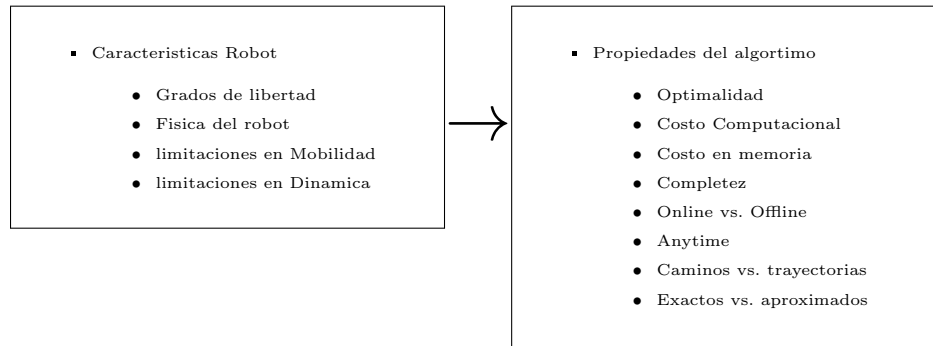 Caracteristicas Robot
Grados de libertad
Fisica del robot
limitaciones en Mobilidad
limitaciones en Dinamica
Propiedades del algortimo
Optimalidad
Costo Computacional
Costo en memoria
Completez
Online vs. Offline
Anytime
Caminos vs. trayectorias
Exactos vs. aproximados